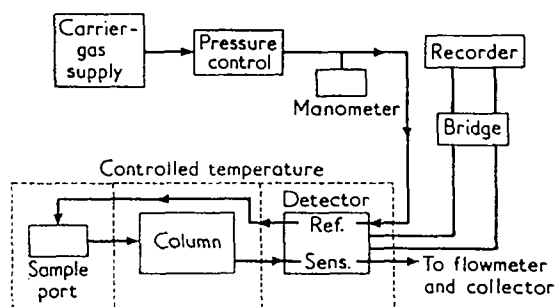 Carrier-
gas
supply
Pressure
control
Manometer
Recorder
Bridge
Controlled temperature
Detector
Ref.
Sens.
Column
Sample
port
To flowmeter
and collector